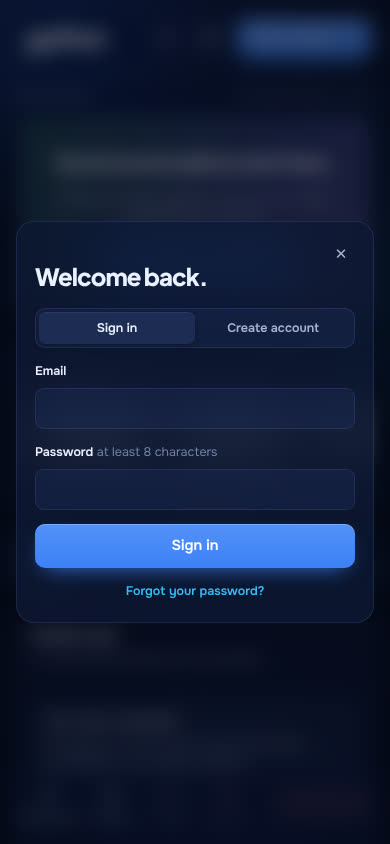 Welcome back.
Sign in
Create account
Email
Password at least 8 characters
Sign in
Forgot your password?